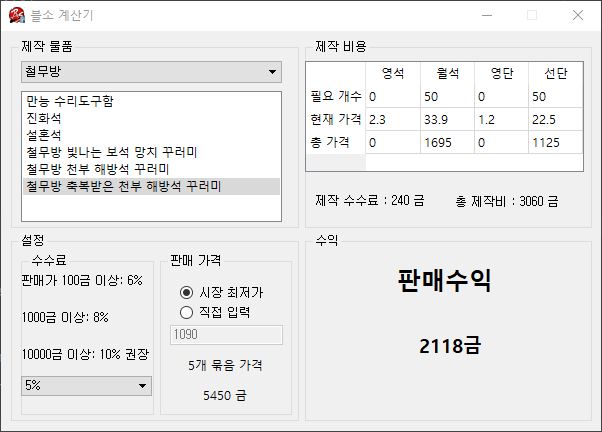 블소 계산기
제작 물품
철무방
만능 수리도구함
진화석
설혼석
철무방 빛나는 보석 망치 꾸러미
철무방 천부 해방석 꾸러미
철무방 축복받은 천부 해방석 꾸러미
제작 비용
영석 월석 영단 선단
필요 개수 0 50 0 50
현재 가격 2.3 33.9 1.2 22.5
총 가격 0 1695 0 1125
제작 수수료 : 240 금 총 제작비 : 3060 금
설정
수수료
판매가 100금 이상: 6%
1000금 이상: 8%
10000금 이상: 10% 권장
5%
판매 가격
시장 최저가
직접 입력
1090
5개 묶음 가격
5450 금
수익
판매수익
2118금